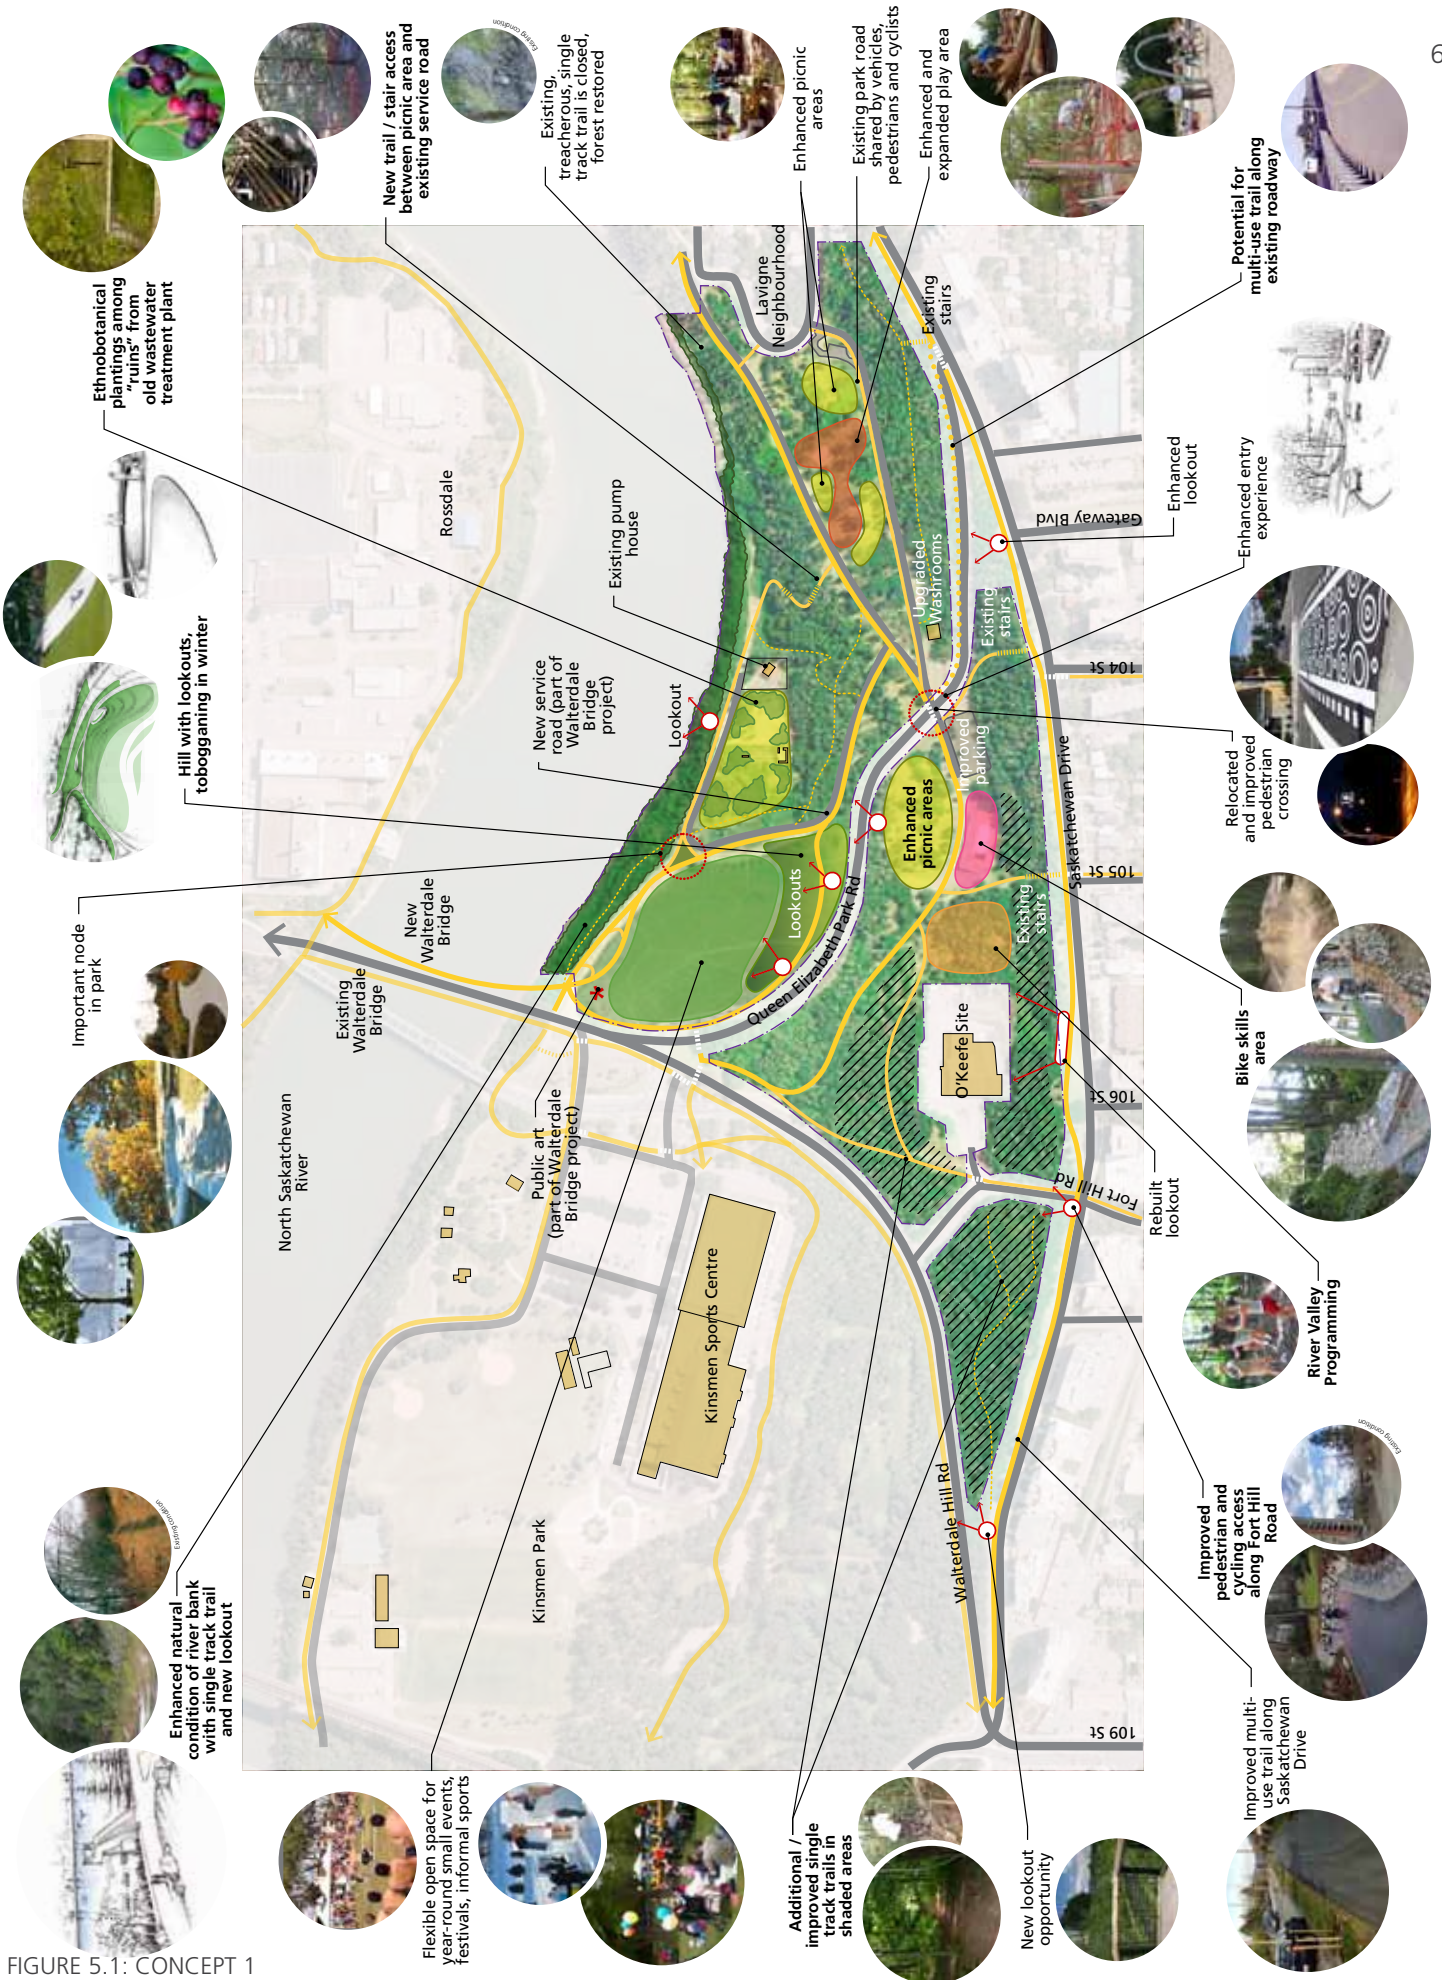 6
Ethnobotanical
plantings among
“ruins” from
old wastewater
treatment plant
New trail / stair access
between picnic area and
existing service road
Existing condition
Existing,
teacherous, single
track trail is closed,
forest restored
Enhanced picnic
areas
Existing park road
shared by vehicles,
pedestrians and cyclists
Enhanced and
expanded play area
Potential for
multi-use trail along
existing roadway
Hill with lookouts,
tobogganing in winter
Important node
in park
Enhanced natural
condition of river bank
with single track trail
and new lookout
Existing condition
Flexible open space for
year-round small events,
festivals, informal sports
Additional /
improved single
track trails in
shaded areas
New lookout
opportunity
Improved multi-
use trail along
Saskatchewan
Drive
Improved
pedestrian and
cycling access
along Fort Hill
Road
Existing condition
River Valley
Programming
Rebuilt
lookout
Bike skills
area
Relocated
and improved
pedestrian
crossing
Enhanced entry
experience
Enhanced
lookout
Rossdale
Existing pump
house
New service
road (part of
Walterdale
Bridge
project)
Lookout
Lavigne
Neighbourhood
Existing
stairs
Upgraded
Washrooms
Existing
stairs
Gateway Blvd
104 St
Improved
parking
Enhanced
picnic areas
Saskatchewan Drive
105 St
Existing
stairs
Lookouts
Queen Elizabeth Park Rd
New
Walterdale
Bridge
Existing
Walterdale
Bridge
North Saskatchewan
River
Public art
(part of Walterdale
Bridge project)
O’Keefe Site
106 St
Fort Hill Rd
Kinsmen Sports Centre
Kinsmen Park
Walterdale Hill Rd
109 St
FIGURE 5.1: CONCEPT 1